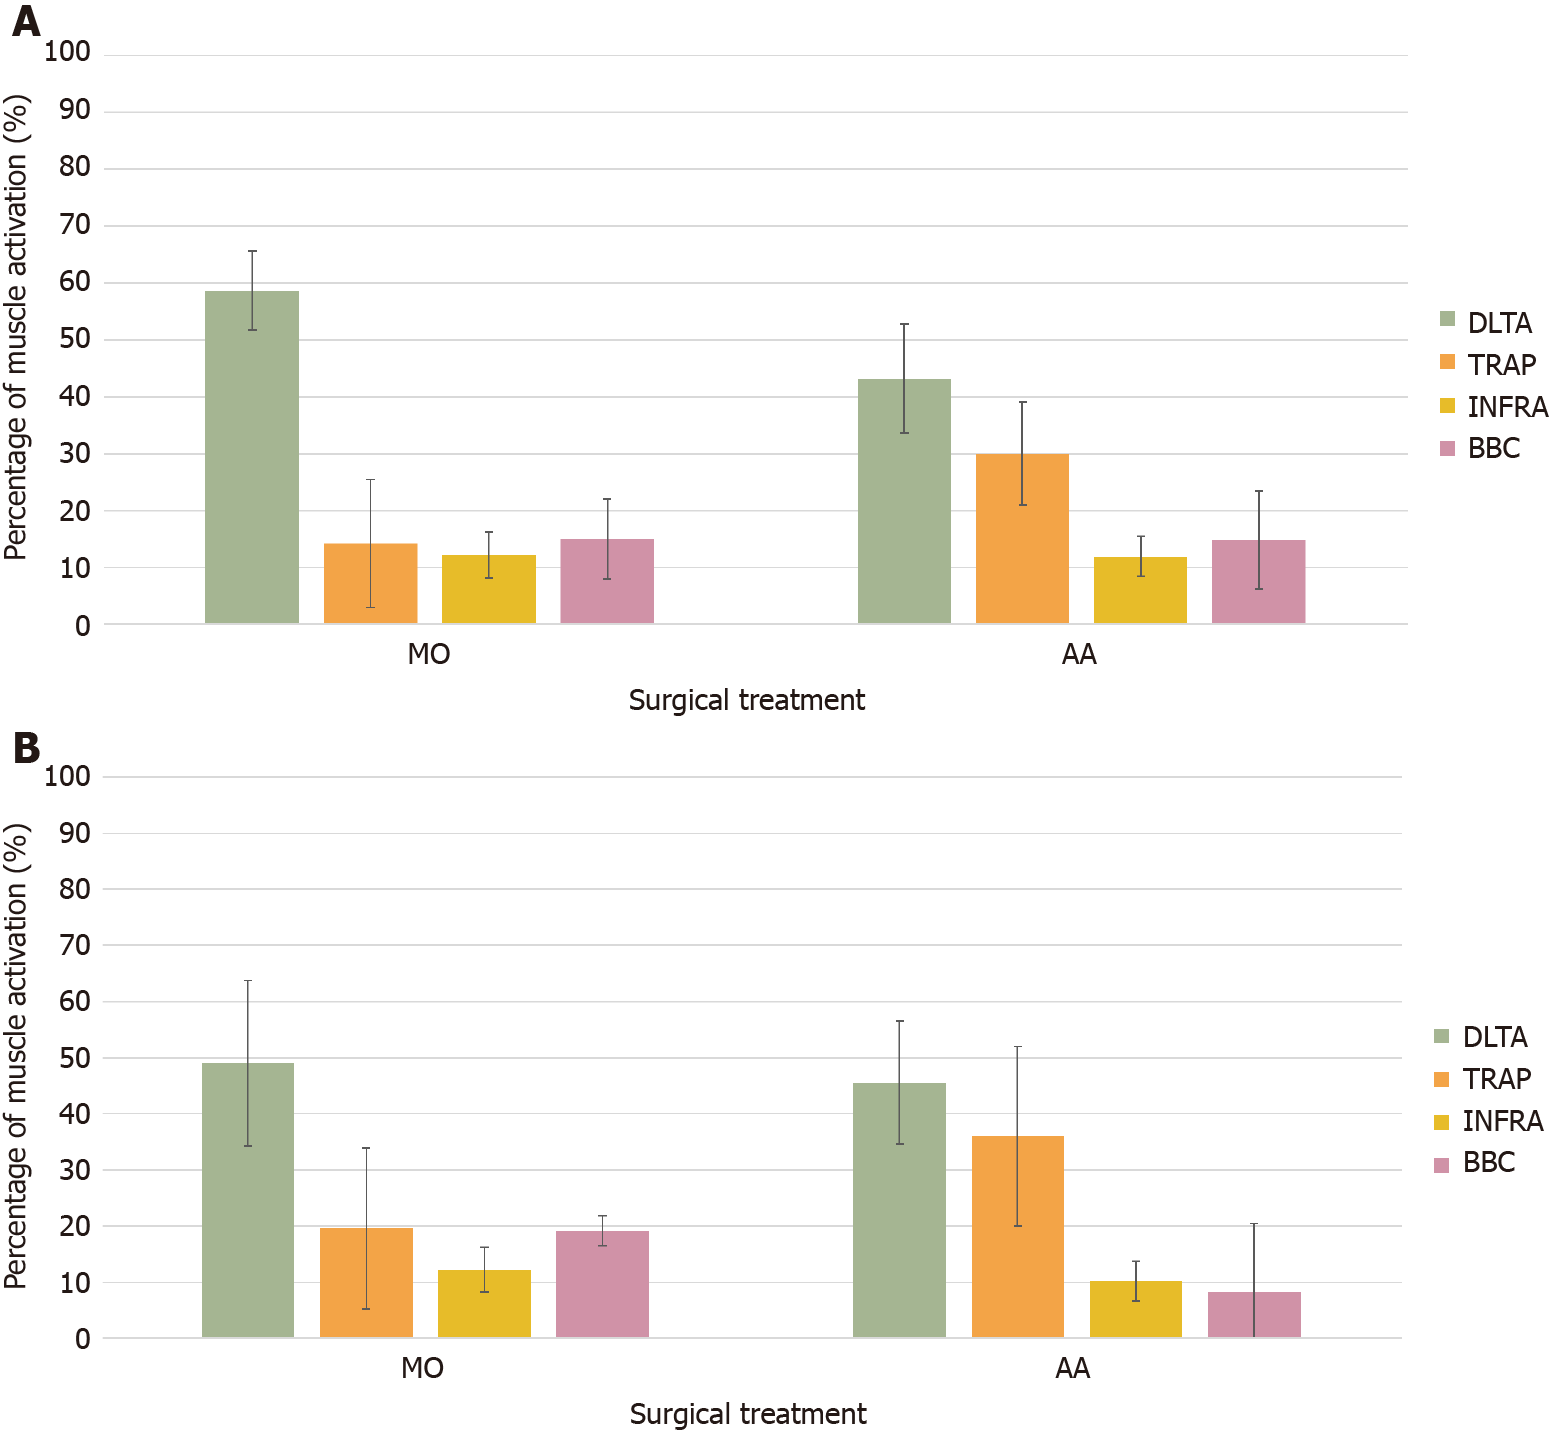 A
Percentage of muscle activation (%)
100
90
80
70
60
50
40
30
20
10
0
MO
AA
Surgical treatment
DLTA
TRAP
INFRA
BBC
B
Percentage of muscle activation (%)
100
90
80
70
60
50
40
30
20
10
0
MO
AA
Surgical treatment
DLTA
TRAP
INFRA
BBC